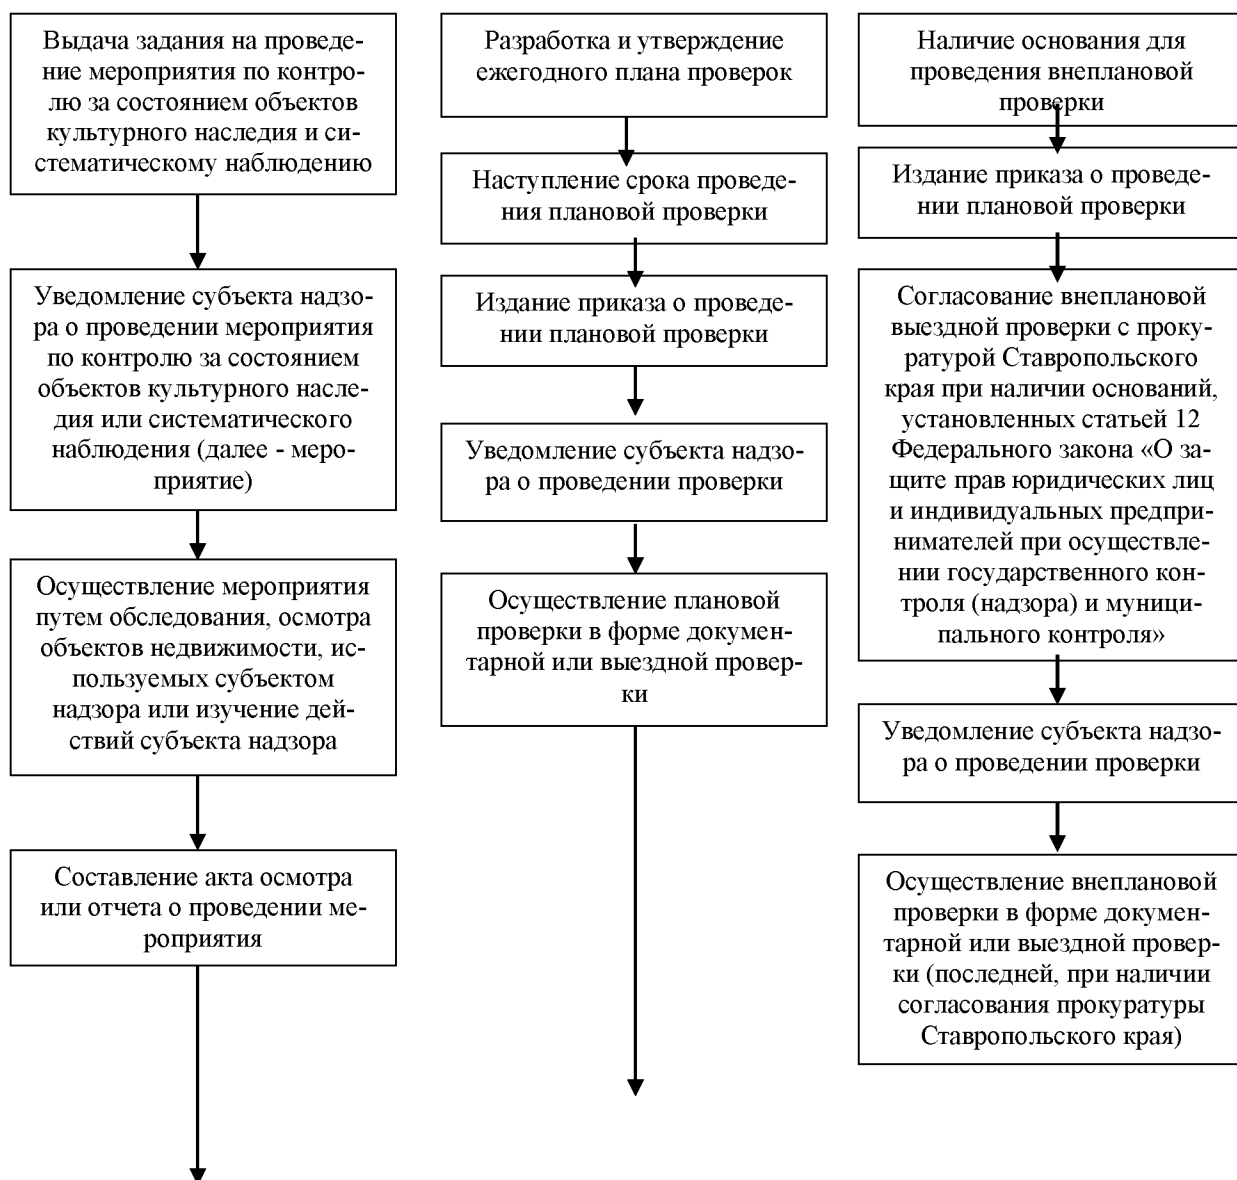 Выдача задания на проведе-
ние мероприятия по контро-
лю за состоянием объектов
культурного наследия и си-
стематическому наблюдению
Уведомление субъекта надзо-
ра о проведении мероприятия
по контролю за состоянием
объектов культурного насле-
дия или систематического
наблюдения (далее - меро-
приятие)
Осуществление мероприятия
путем обследования, осмотра
объектов недвижимости, ис-
пользуемых субъектом
надзора или изучение дей-
ствий субъекта надзора
Составление акта осмотра
или отчета о проведении ме-
роприятия
Разработка и утверждение
ежегодного плана проверок
Наступление срока проведе-
ния плановой проверки
Издание приказа о проведе-
нии плановой проверки
Уведомление субъекта надзо-
ра о проведении проверки
Осуществление плановой
проверки в форме докумен-
тарной или выездной провер-
ки
Наличие основания для
проведения внеплановой
проверки
Издание приказа о проведе-
нии плановой проверки
Согласование внеплановой
выездной проверки с проку-
ратурой Ставропольского
края при наличии оснований,
установленных статьей 12
Федерального закона «О за-
щите прав юридических лиц
и индивидуальных предпри-
нимателей при осуществле-
нии государственного кон-
троля (надзора) и муници-
пального контроля»
Уведомление субъекта надзо-
ра о проведении проверки
Осуществление внеплановой
проверки в форме докумен-
тарной или выездной провер-
ки (последней, при наличии
согласования прокуратуры
Ставропольского края)